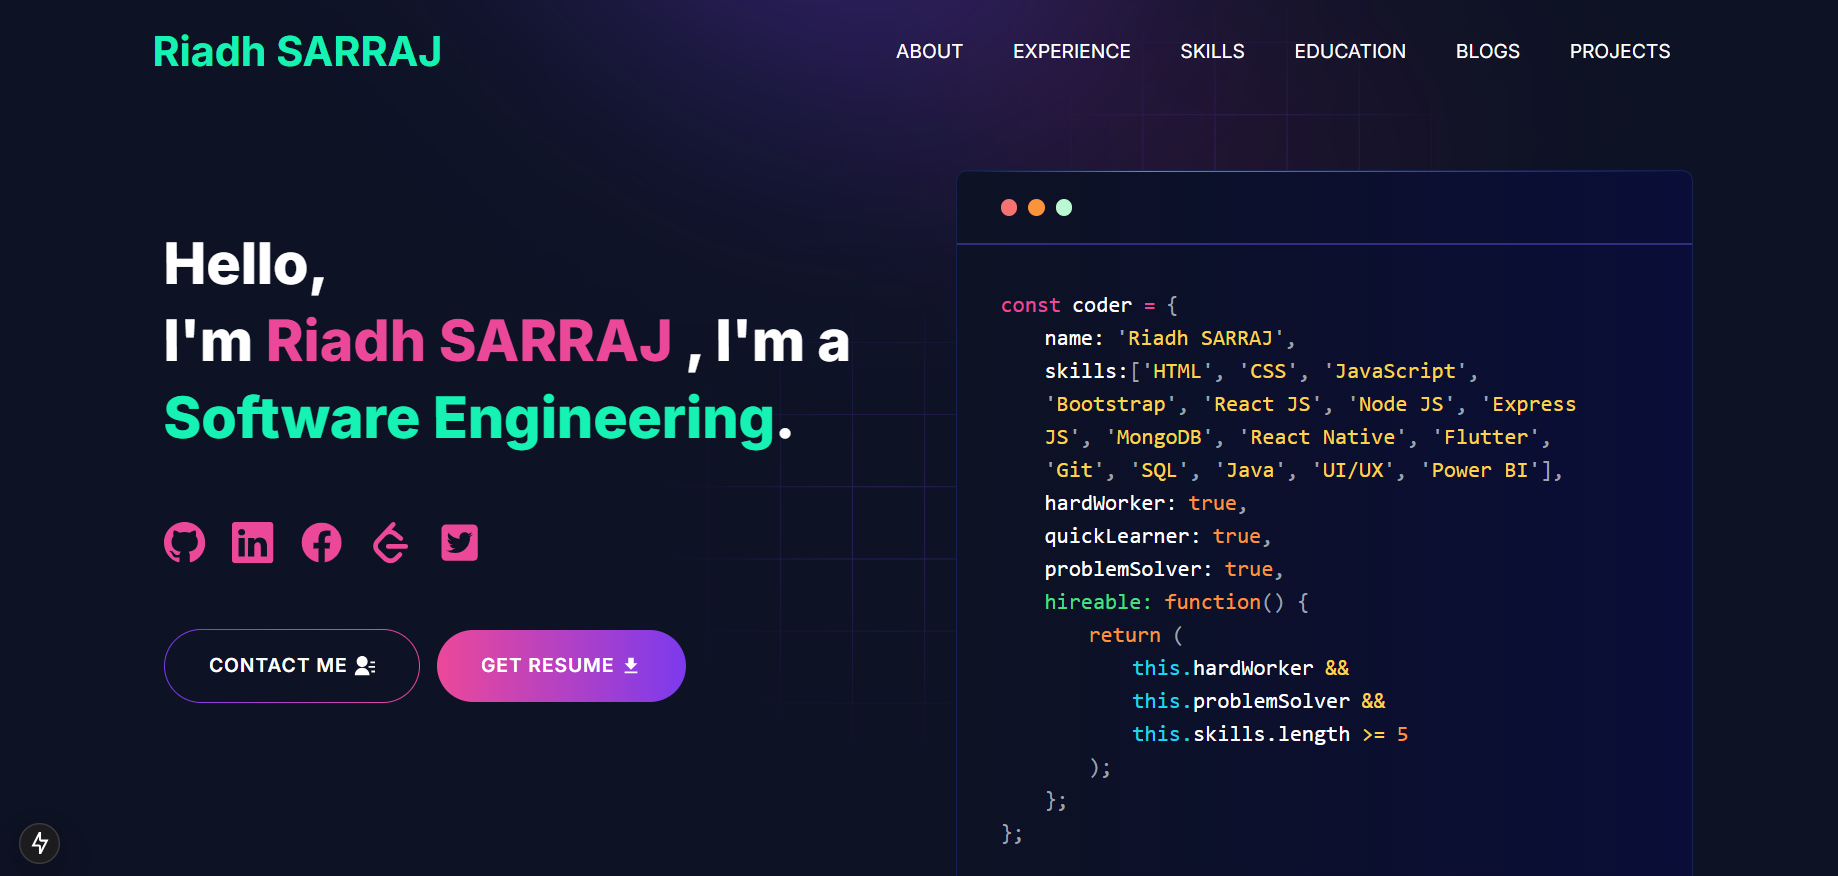 Riadh SARRAJ
ABOUT EXPERIENCE SKILLS EDUCATION BLOGS PROJECTS
Hello,
I'm Riadh SARRAJ , I'm a
Software Engineering.
CONTACT ME
GET RESUME
const coder = {
name: 'Riadh SARRAJ',
skills:['HTML', 'CSS', 'JavaScript',
'Bootstrap', 'React JS', 'Node JS', 'Express
JS', 'MongoDB', 'React Native', 'Flutter',
'Git', 'SQL', 'Java', 'UI/UX', 'Power BI'],
hardWorker: true,
quickLearner: true,
problemSolver: true,
hireable: function() {
return (
this.hardWorker &&
this.problemSolver &&
this.skills.length >= 5
);
};
};